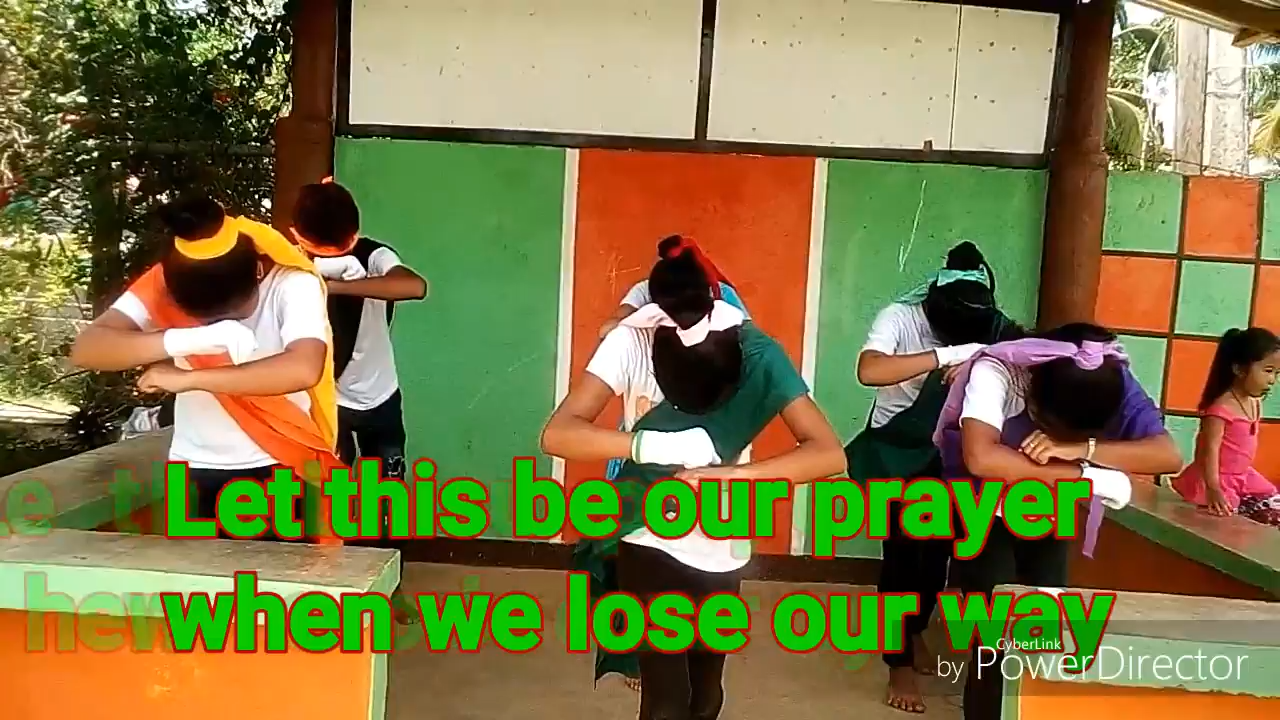 Let this be our prayer
when we lose our way
CyberLink
by PowerDirector